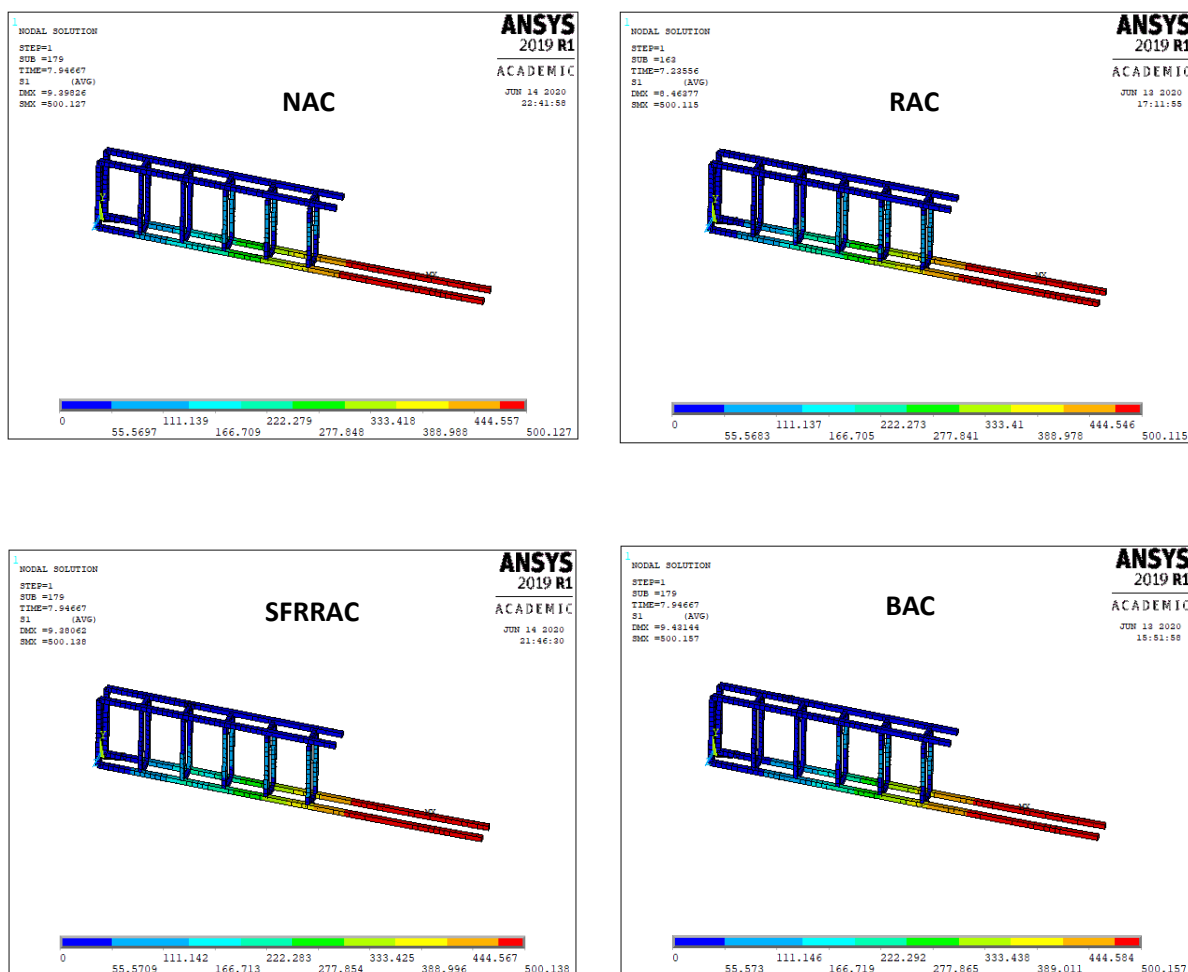 1
NODAL SOLUTION
STEP=1
SUB =179
TIME=7.94667
S1 (AVG)
DMX =9.39826
SMX =500.127
ANSYS
2019 R1
ACADEMIC
JUN 14 2020
22:41:58
NAC
Y
MX
0 111.139 222.279 333.418 444.557
55.5697 166.709 277.848 388.988 500.127
1
NODAL SOLUTION
STEP=1
SUB =163
TIME=7.23556
S1 (AVG)
DMX =8.46377
SMX =500.115
ANSYS
2019 R1
ACADEMIC
JUN 13 2020
17:11:55
RAC
Y
MX
0 111.137 222.273 333.41 444.546
55.5683 166.705 277.841 388.978 500.115
1
NODAL SOLUTION
STEP=1
SUB =179
TIME=7.94667
S1 (AVG)
DMX =9.38062
SMX =500.138
ANSYS
2019 R1
ACADEMIC
JUN 14 2020
21:46:30
SFRRAC
Y
MX
0 111.142 222.283 333.425 444.567
55.5709 166.713 277.854 388.996 500.138
1
NODAL SOLUTION
STEP=1
SUB =179
TIME=7.94667
S1 (AVG)
DMX =9.43144
SMX =500.157
ANSYS
2019 R1
ACADEMIC
JUN 13 2020
15:51:58
BAC
Y
MX
0 111.146 222.292 333.438 444.584
55.573 166.719 277.865 389.011 500.157